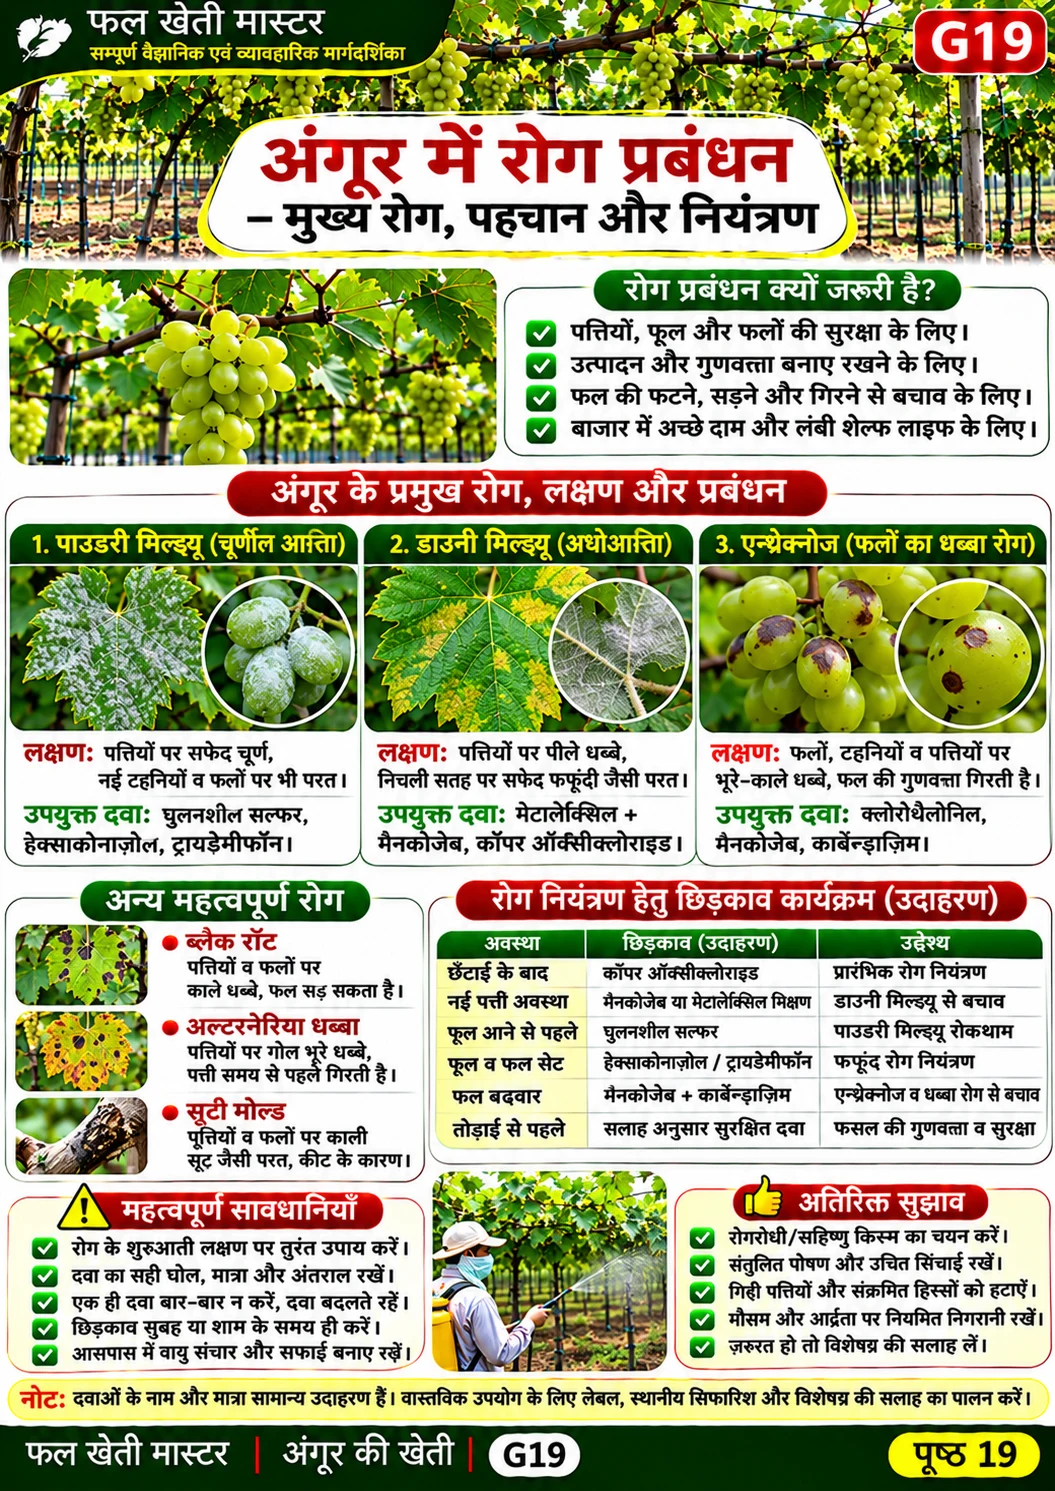 फल खेती मास्टर
सम्पूर्ण वैज्ञानिक एवं व्यावहारिक मार्गदर्शिका
G19
अंगूर में रोग प्रबंधन
– मुख्य रोग, पहचान और नियंत्रण
रोग प्रबंधन क्यों जरूरी है?
पत्तियों, फूल और फलों की सुरक्षा के लिए।
उत्पादन और गुणवत्ता बनाए रखने के लिए।
फल की फटने, सड़ने और गिरने से बचाव के लिए।
बाजार में अच्छे दाम और लंबी शेल्फ लाइफ के लिए।
अंगूर के प्रमुख रोग, लक्षण और प्रबंधन
1. पाउडरी मिल्ड्यू (चूर्णील आसिता)
लक्षण: पत्तियों पर सफेद चूर्ण,
नई टहनियों व फलों पर भी परत।
उपयुक्त दवा: घुलनशील सल्फर,
हेक्साकोनाज़ोल, ट्रायडेमीफॉन।
2. डाउनी मिल्ड्यू (अधोआसिता)
लक्षण: पत्तियों पर पीले धब्बे,
निचली सतह पर सफेद फफूंदी जैसी परत।
उपयुक्त दवा: मेटालेक्सिल +
मैनकोजेब, कॉपर ऑक्सीक्लोराइड।
3. एन्थ्रेक्नोज (फलों का धब्बा रोग)
लक्षण: फलों, टहनियों व पत्तियों पर
भूरे–काले धब्बे, फल की गुणवत्ता गिरती है।
उपयुक्त दवा: क्लोरोथैलोनिल,
मैनकोजेब, कार्बेन्डाज़िम।
अन्य महत्वपूर्ण रोग
ब्लैक रॉट
पत्तियों व फलों पर
काले धब्बे, फल सड़ सकता है।
अल्टरनेरिया धब्बा
पत्तियों पर गोल भूरे धब्बे,
पत्ती समय से पहले गिरती है।
सूटी मोल्ड
पूत्तियों व फलों पर काली
सूट जैसी परत, कीट के कारण।
रोग नियंत्रण हेतु छिड़काव कार्यक्रम (उदाहरण)
अवस्था छिड़काव (उदाहरण) उद्देश्य
छँटाई के बाद कॉपर ऑक्सीक्लोराइड प्रारंभिक रोग नियंत्रण
नई पत्ती अवस्था मैनकोजेब या मेटालेक्सिल मिक्षण डाउनी मिल्ड्यू से बचाव
फूल आने से पहले घुलनशील सल्फर पाउडरी मिल्ड्यू रोकथाम
फूल व फल सेट हेक्साकोनाज़ोल / ट्रायडेमीफॉन फफूंद रोग नियंत्रण
फल बढवार मैनकोजेब + कार्बेन्डाज़िम एन्थ्रेक्नोज व धब्बा रोग से बचाव
तोड़ाई से पहले सलाह अनुसार सुरक्षित दवा फसल की गुणवत्ता व सुरक्षा
महत्वपूर्ण सावधानियाँ
रोग के शुरुआती लक्षण पर तुरंत उपाय करें।
दवा का सही घोल, मात्रा और अंतराल रखें।
एक ही दवा बार–बार न करें, दवा बदलते रहें।
छिड़काव सुबह या शाम के समय ही करें।
आसपास में वायु संचार और सफाई बनाए रखें।
अतिरिक्त सुझाव
रोगरोधी/सहिष्णु किस्म का चयन करें।
संतुलित पोषण और उचित सिंचाई रखें।
गिरी पत्तियों और संक्रमित हिस्सों को हटाएँ।
मौसम और आर्द्रता पर नियमित निगरानी रखें।
ज़रुरत हो तो विशेषज्ञ की सलाह लें।
नोट: दवाओं के नाम और मात्रा सामान्य उदाहरण हैं। वास्तविक उपयोग के लिए लेबल, स्थानीय सिफारिश और विशेषज्ञ की सलाह का पालन करें।
फल खेती मास्टर | अंगूर की खेती | G19
पृष्ठ 19